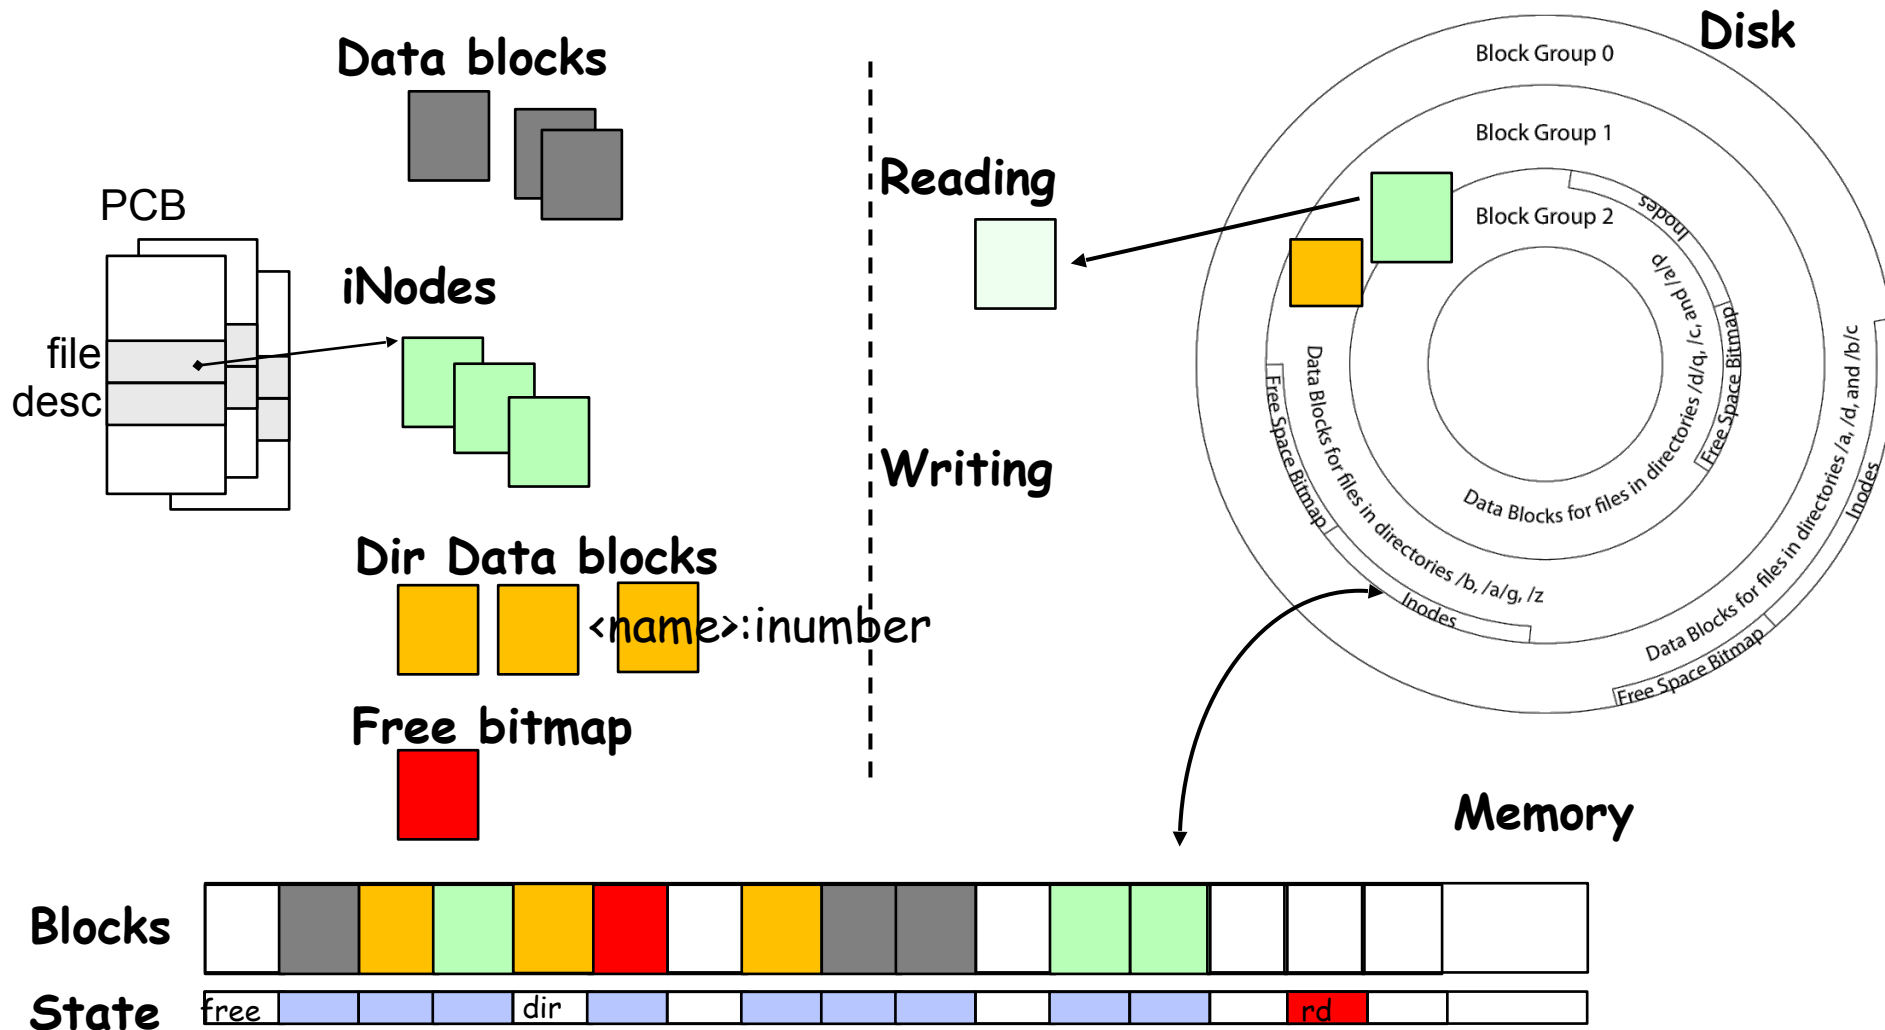 Data blocks
PCB
file
desc
iNodes
Dir Data blocks
<name>:inumber
Free bitmap
Reading
Writing
Disk
Block Group 0
Block Group 1
Block Group 2
Inodes
Data Blocks for files in directories /d/q, /c, and /a/p
Free Space Bitmap
Data Blocks for files in directories /b, /a/g, /z
Free Space Bitmap
Inodes
Data Blocks for files in directories /a, /d, and /b/c
Inodes
Free Space Bitmap
Memory
Blocks
State
free
dir
rd